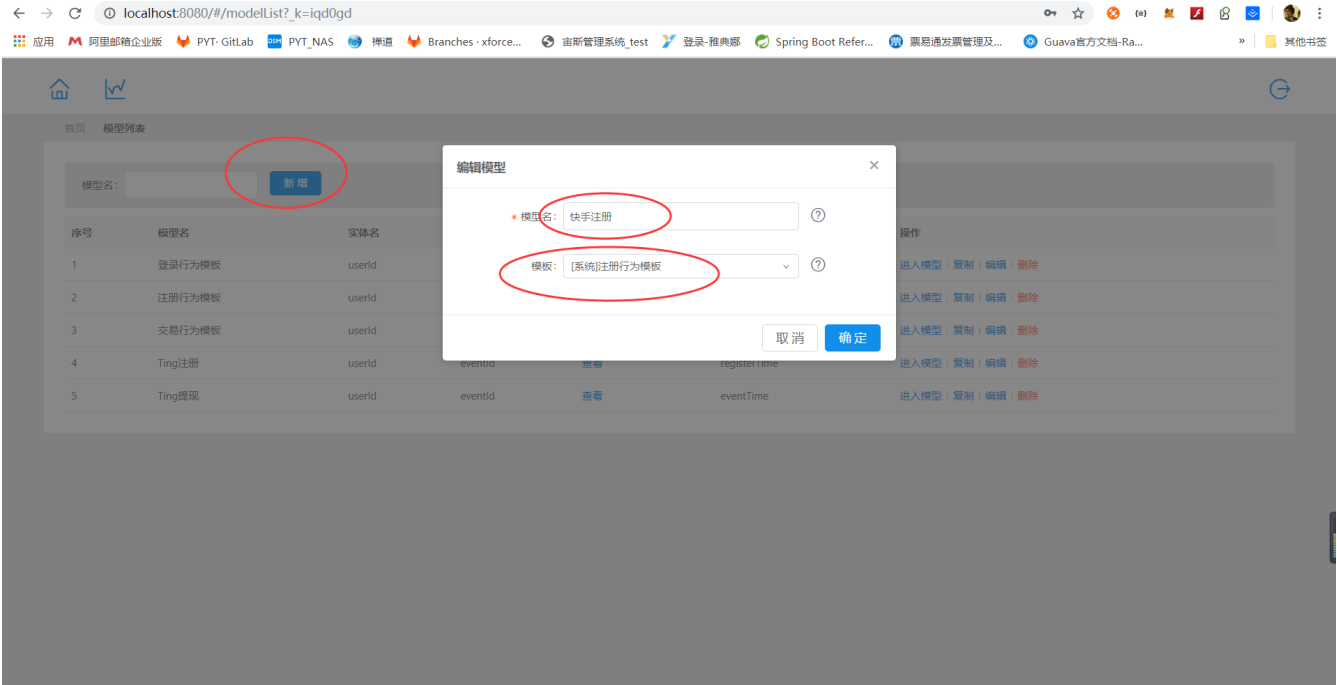 localhost:8080/#/modelList?_k=iqd0gd
应用 阿里邮箱企业版 PYT· GitLab PYT_NAS 禅道 Branches · xforce... 宙斯管理系统_test 登录-雅典娜 Spring Boot Refer... 票易通发票管理及... Guava官方文档-Ra... » 其他书签
首页 / 模型列表
模型名: 新 增
编辑模型
* 模型名: 快手注册
模板: [系统]注册行为模板
取 消 确 定
序号 模型名 实体名 操作
1 登录行为模板 userId 进入模型 | 复制 | 编辑 | 删除
2 注册行为模板 userId 进入模型 | 复制 | 编辑 | 删除
3 交易行为模板 userId 进入模型 | 复制 | 编辑 | 删除
4 Ting注册 userId eventId 查看 registerTime 进入模型 | 复制 | 编辑 | 删除
5 Ting提现 userId eventId 查看 eventTime 进入模型 | 复制 | 编辑 | 删除